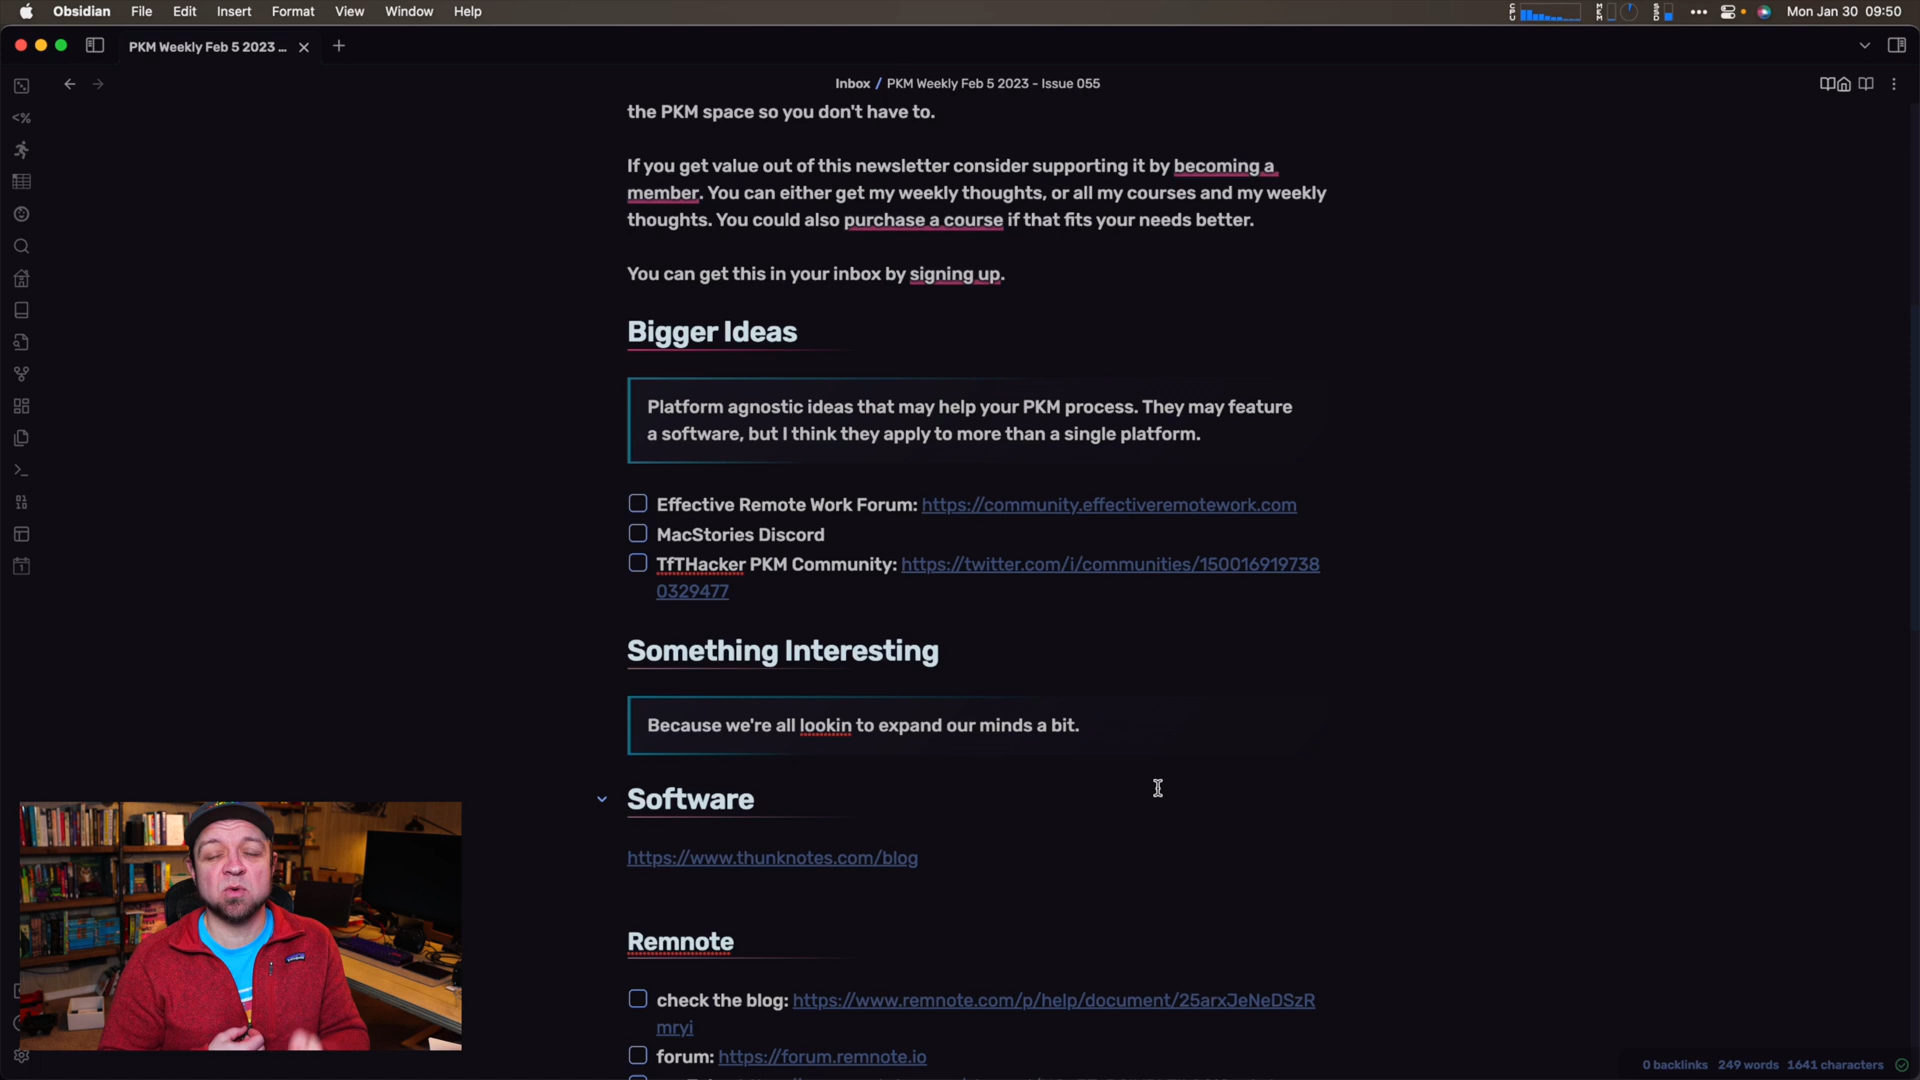 Obsidian File Edit Insert Format View Window Help
Mon Jan 30 09:50
PKM Weekly Feb 5 2023 ...
Inbox / PKM Weekly Feb 5 2023 - Issue 055
the PKM space so you don't have to.
If you get value out of this newsletter consider supporting it by becoming a
member. You can either get my weekly thoughts, or all my courses and my weekly
thoughts. You could also purchase a course if that fits your needs better.
You can get this in your inbox by signing up.
Bigger Ideas
Platform agnostic ideas that may help your PKM process. They may feature
a software, but I think they apply to more than a single platform.
Effective Remote Work Forum: https://community.effectiveremotework.com
MacStories Discord
TfTHacker PKM Community: https://twitter.com/i/communities/150016919738
0329477
Something Interesting
Because we're all lookin to expand our minds a bit.
Software
https://www.thunknotes.com/blog
Remnote
check the blog: https://www.remnote.com/p/help/document/25arxJeNeDSzR
mryi
forum: https://forum.remnote.io
0 backlinks 249 words 1641 characters